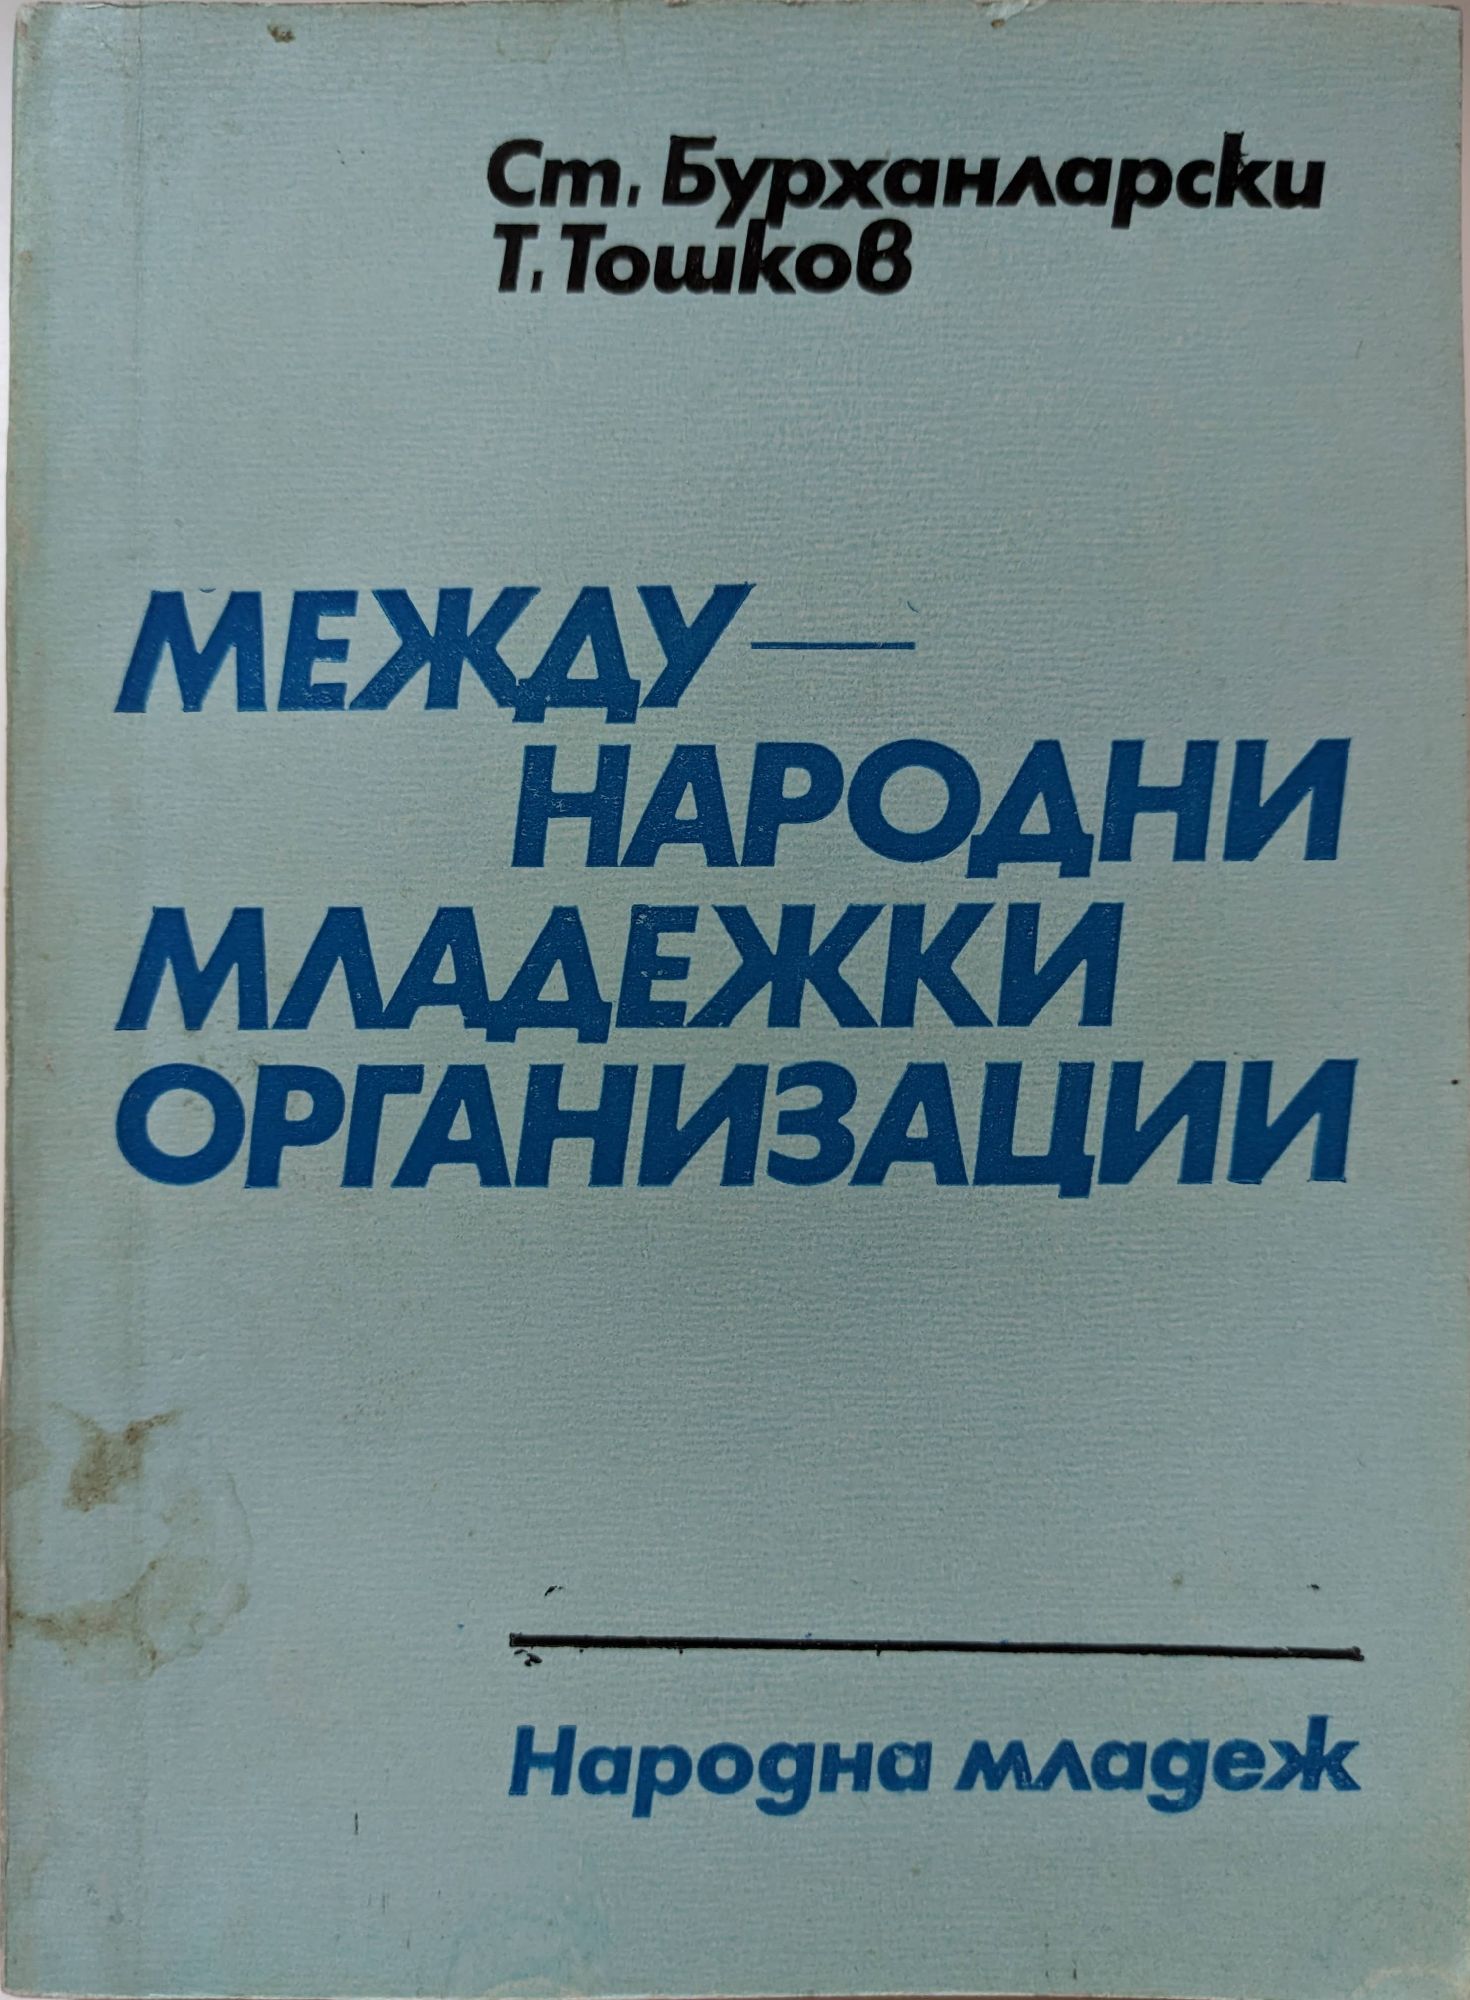 Ст. Бурханларски
Т. Тошков
МЕЖДУ—
НАРОДНИ
МЛАДЕЖКИ
ОРГАНИЗАЦИИ
Народна младеж